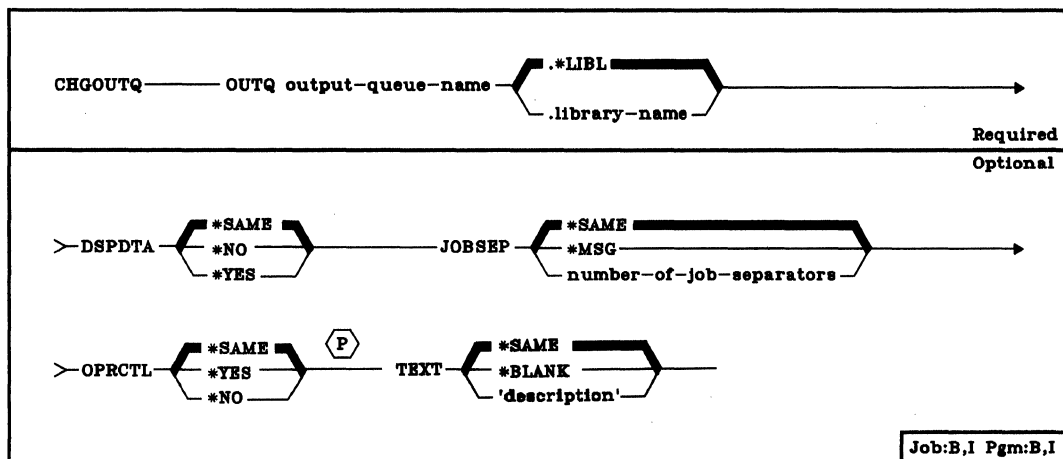 .*LIBL
CHGOUTQ OUTQ output-queue-name
.library-name
Required
Optional
*SAME *SAME
DSPDTA *NO JOBSEP *MSG
*YES number-of-job-separators
P
*SAME *SAME
OPRCTL *YES TEXT *BLANK
*NO 'description'
Job:B,I Pgm:B,I